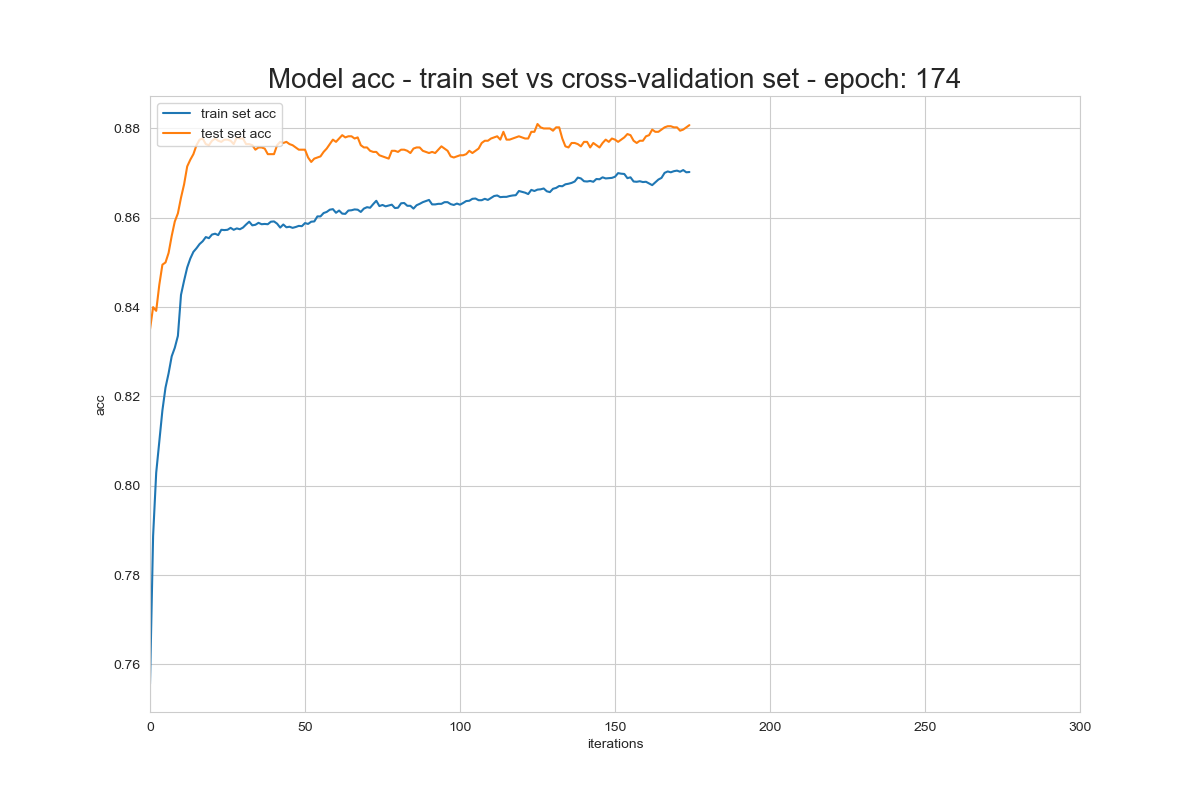 Model acc - train set vs cross-validation set - epoch: 174
train set acc
test set acc
0.88
0.86
0.84
0.82
0.80
0.78
0.76
acc
0
50
100
150
200
250
300
iterations